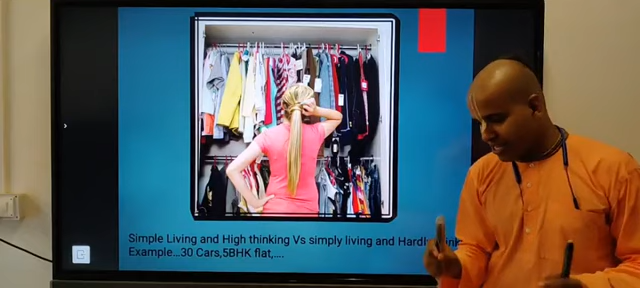 Simple Living and High thinking Vs simply living and Hardly
Example...30 Cars,5BHK flat,....